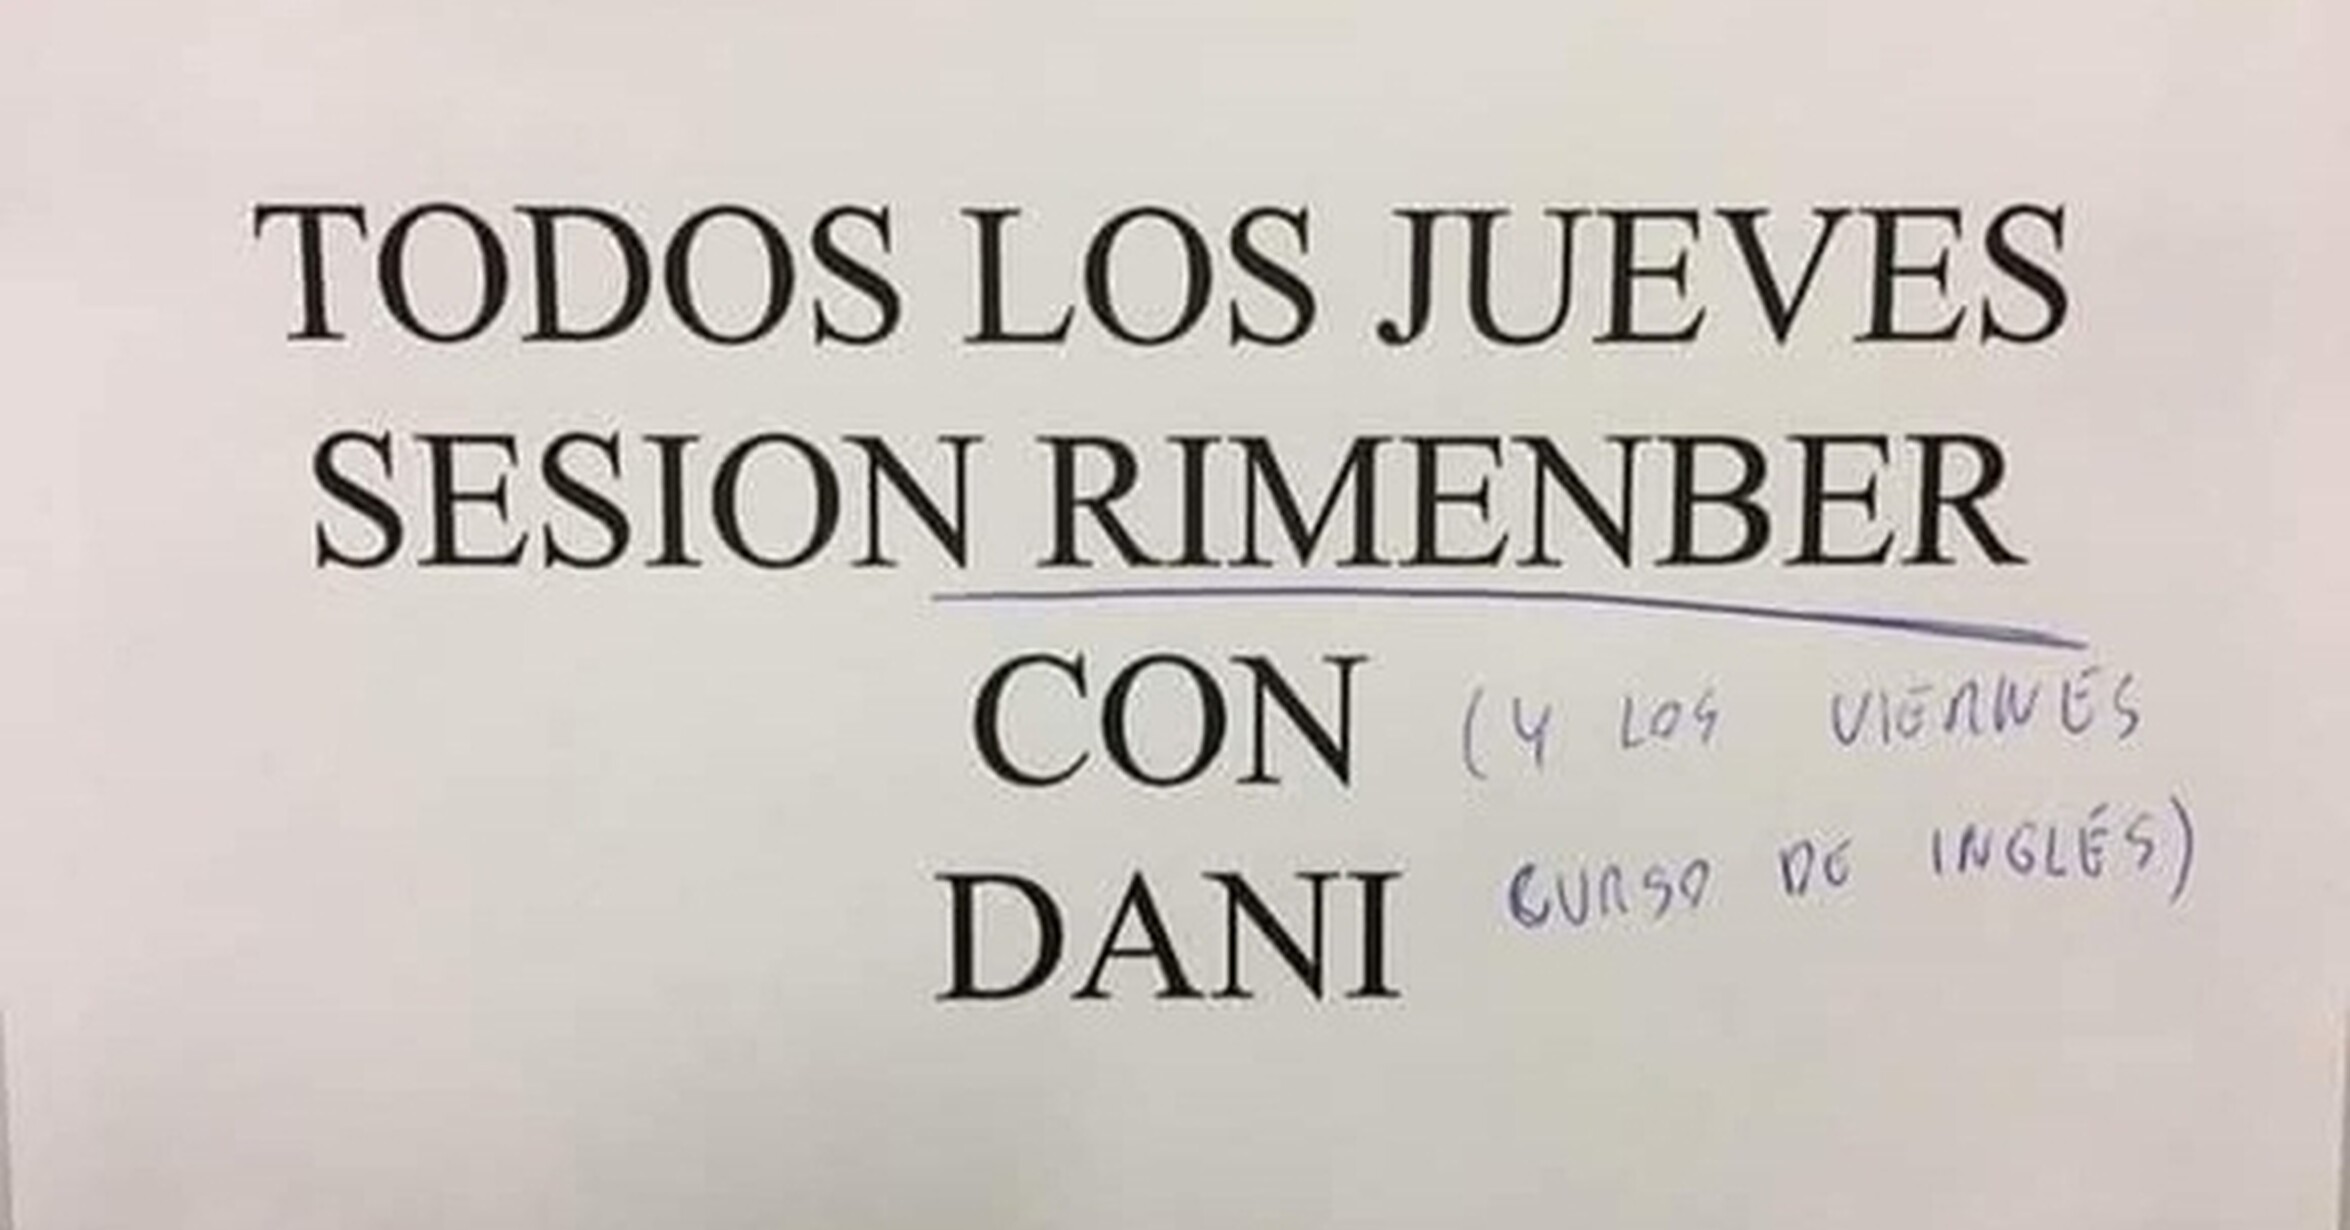 TODOS LOS JUEVES
SESION RIMENBER
CON
(Y LOS VIERNES
DANI
CURSO DE INGLÉS)